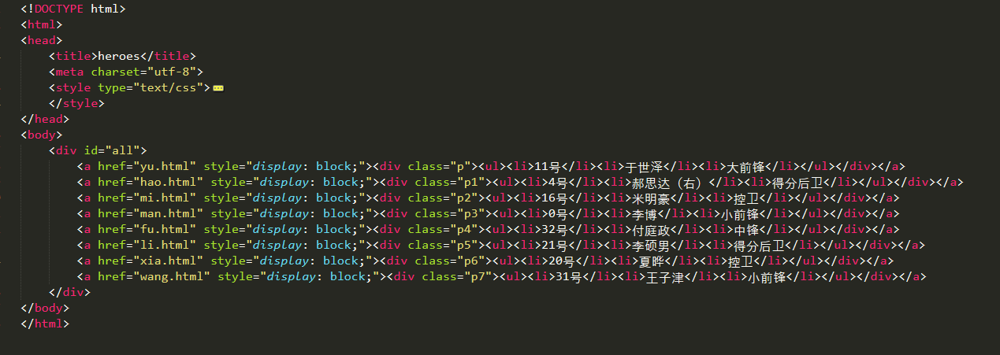 <!DOCTYPE html>
<html>
<head>
    <title>heroes</title>
    <meta charset="utf-8">
    <style type="text/css">
    </style>
</head>
<body>
    <div id="all">
        <a href="yu.html" style="display: block;"><div class="p"><ul><li>11号</li><li>于世泽</li><li>大前锋</li></ul></div></a>
        <a href="hao.html" style="display: block;"><div class="p1"><ul><li>4号</li><li>郝思达（右）</li><li>得分后卫</li></ul></div></a>
        <a href="mi.html" style="display: block;"><div class="p2"><ul><li>16号</li><li>米明豪</li><li>控卫</li></ul></div></a>
        <a href="man.html" style="display: block;"><div class="p3"><ul><li>0号</li><li>李博</li><li>小前锋</li></ul></div></a>
        <a href="fu.html" style="display: block;"><div class="p4"><ul><li>32号</li><li>付庭政</li><li>中锋</li></ul></div></a>
        <a href="li.html" style="display: block;"><div class="p5"><ul><li>21号</li><li>李硕男</li><li>得分后卫</li></ul></div></a>
        <a href="xia.html" style="display: block;"><div class="p6"><ul><li>20号</li><li>夏晔</li><li>控卫</li></ul></div></a>
        <a href="wang.html" style="display: block;"><div class="p7"><ul><li>31号</li><li>王子津</li><li>小前锋</li></ul></div></a>
    </div>
</body>
</html>